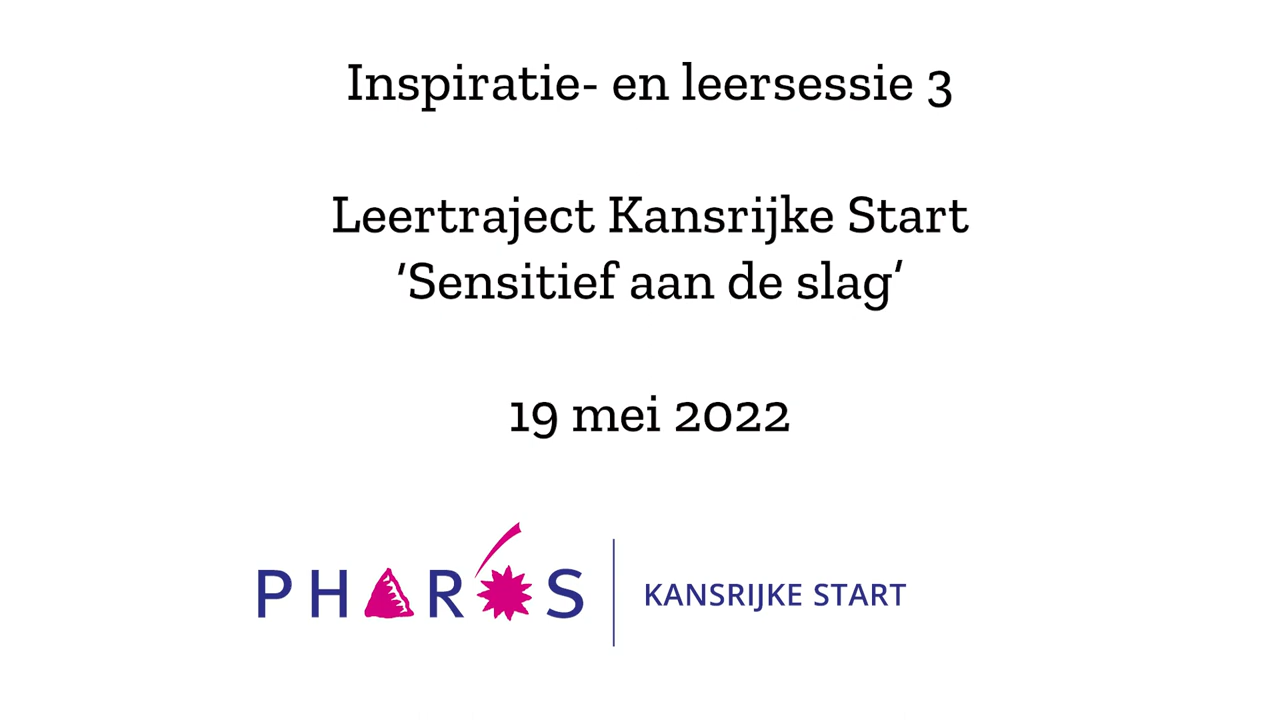 Inspiratie- en leersessie 3
Leertraject Kansrijke Start
‘Sensitief aan de slag’
19 mei 2022
PHAROS | KANSRIJKE START